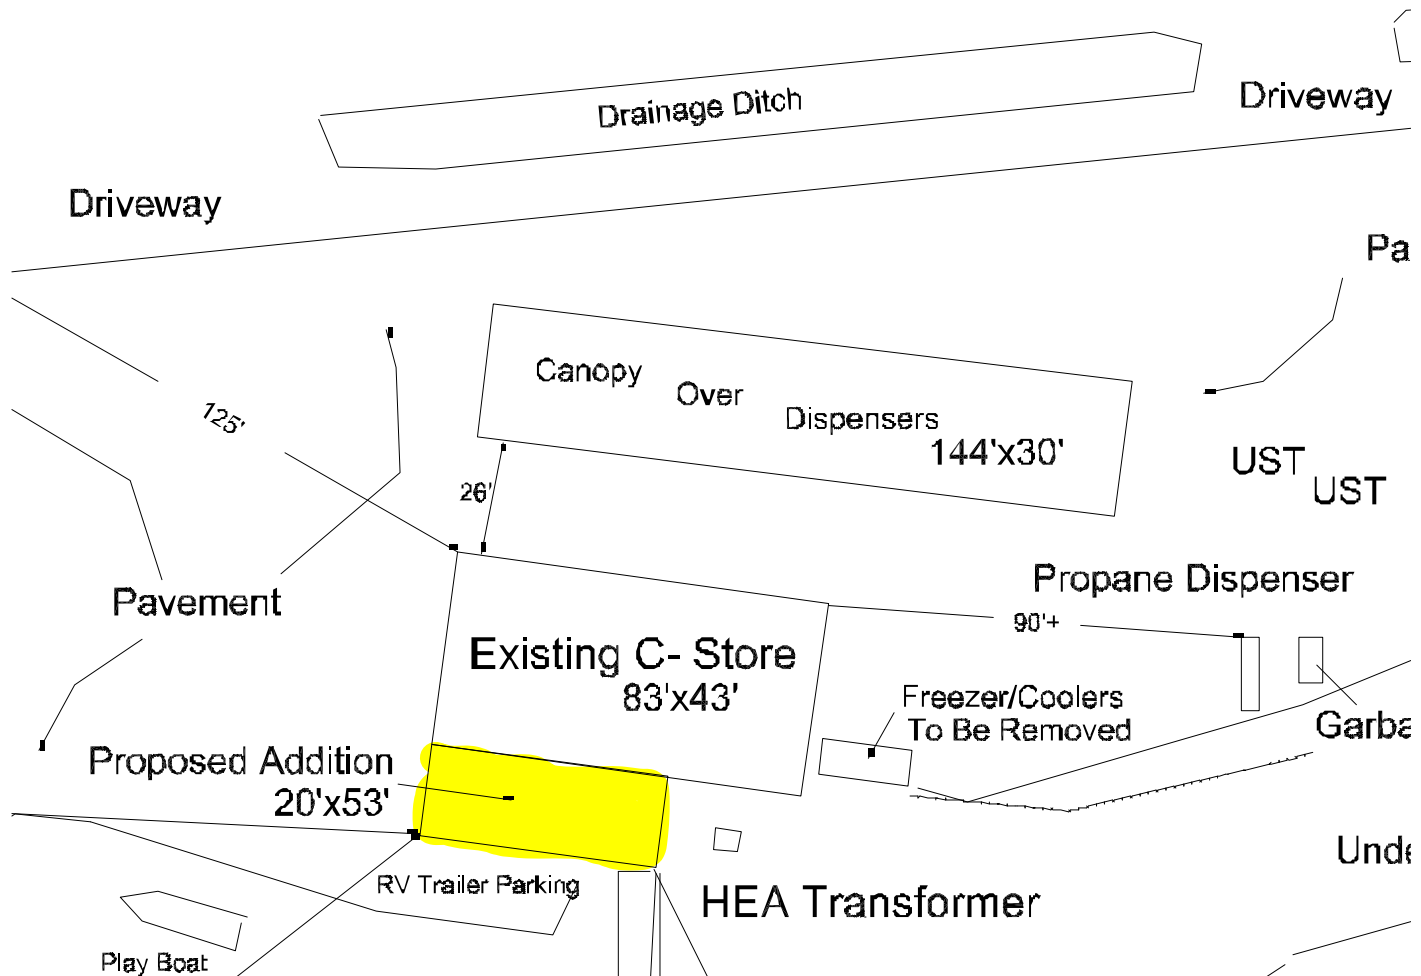 Drainage Ditch
Driveway
Driveway
Pa
Canopy
Over
Dispensers
144'x30'
125'
26'
UST
UST
Pavement
Propane Dispenser
90'+
Existing C- Store
83'x43'
Freezer/Coolers
To Be Removed
Garba
Proposed Addition
20'x53'
Unde
RV Trailer Parking
HEA Transformer
Play Boat